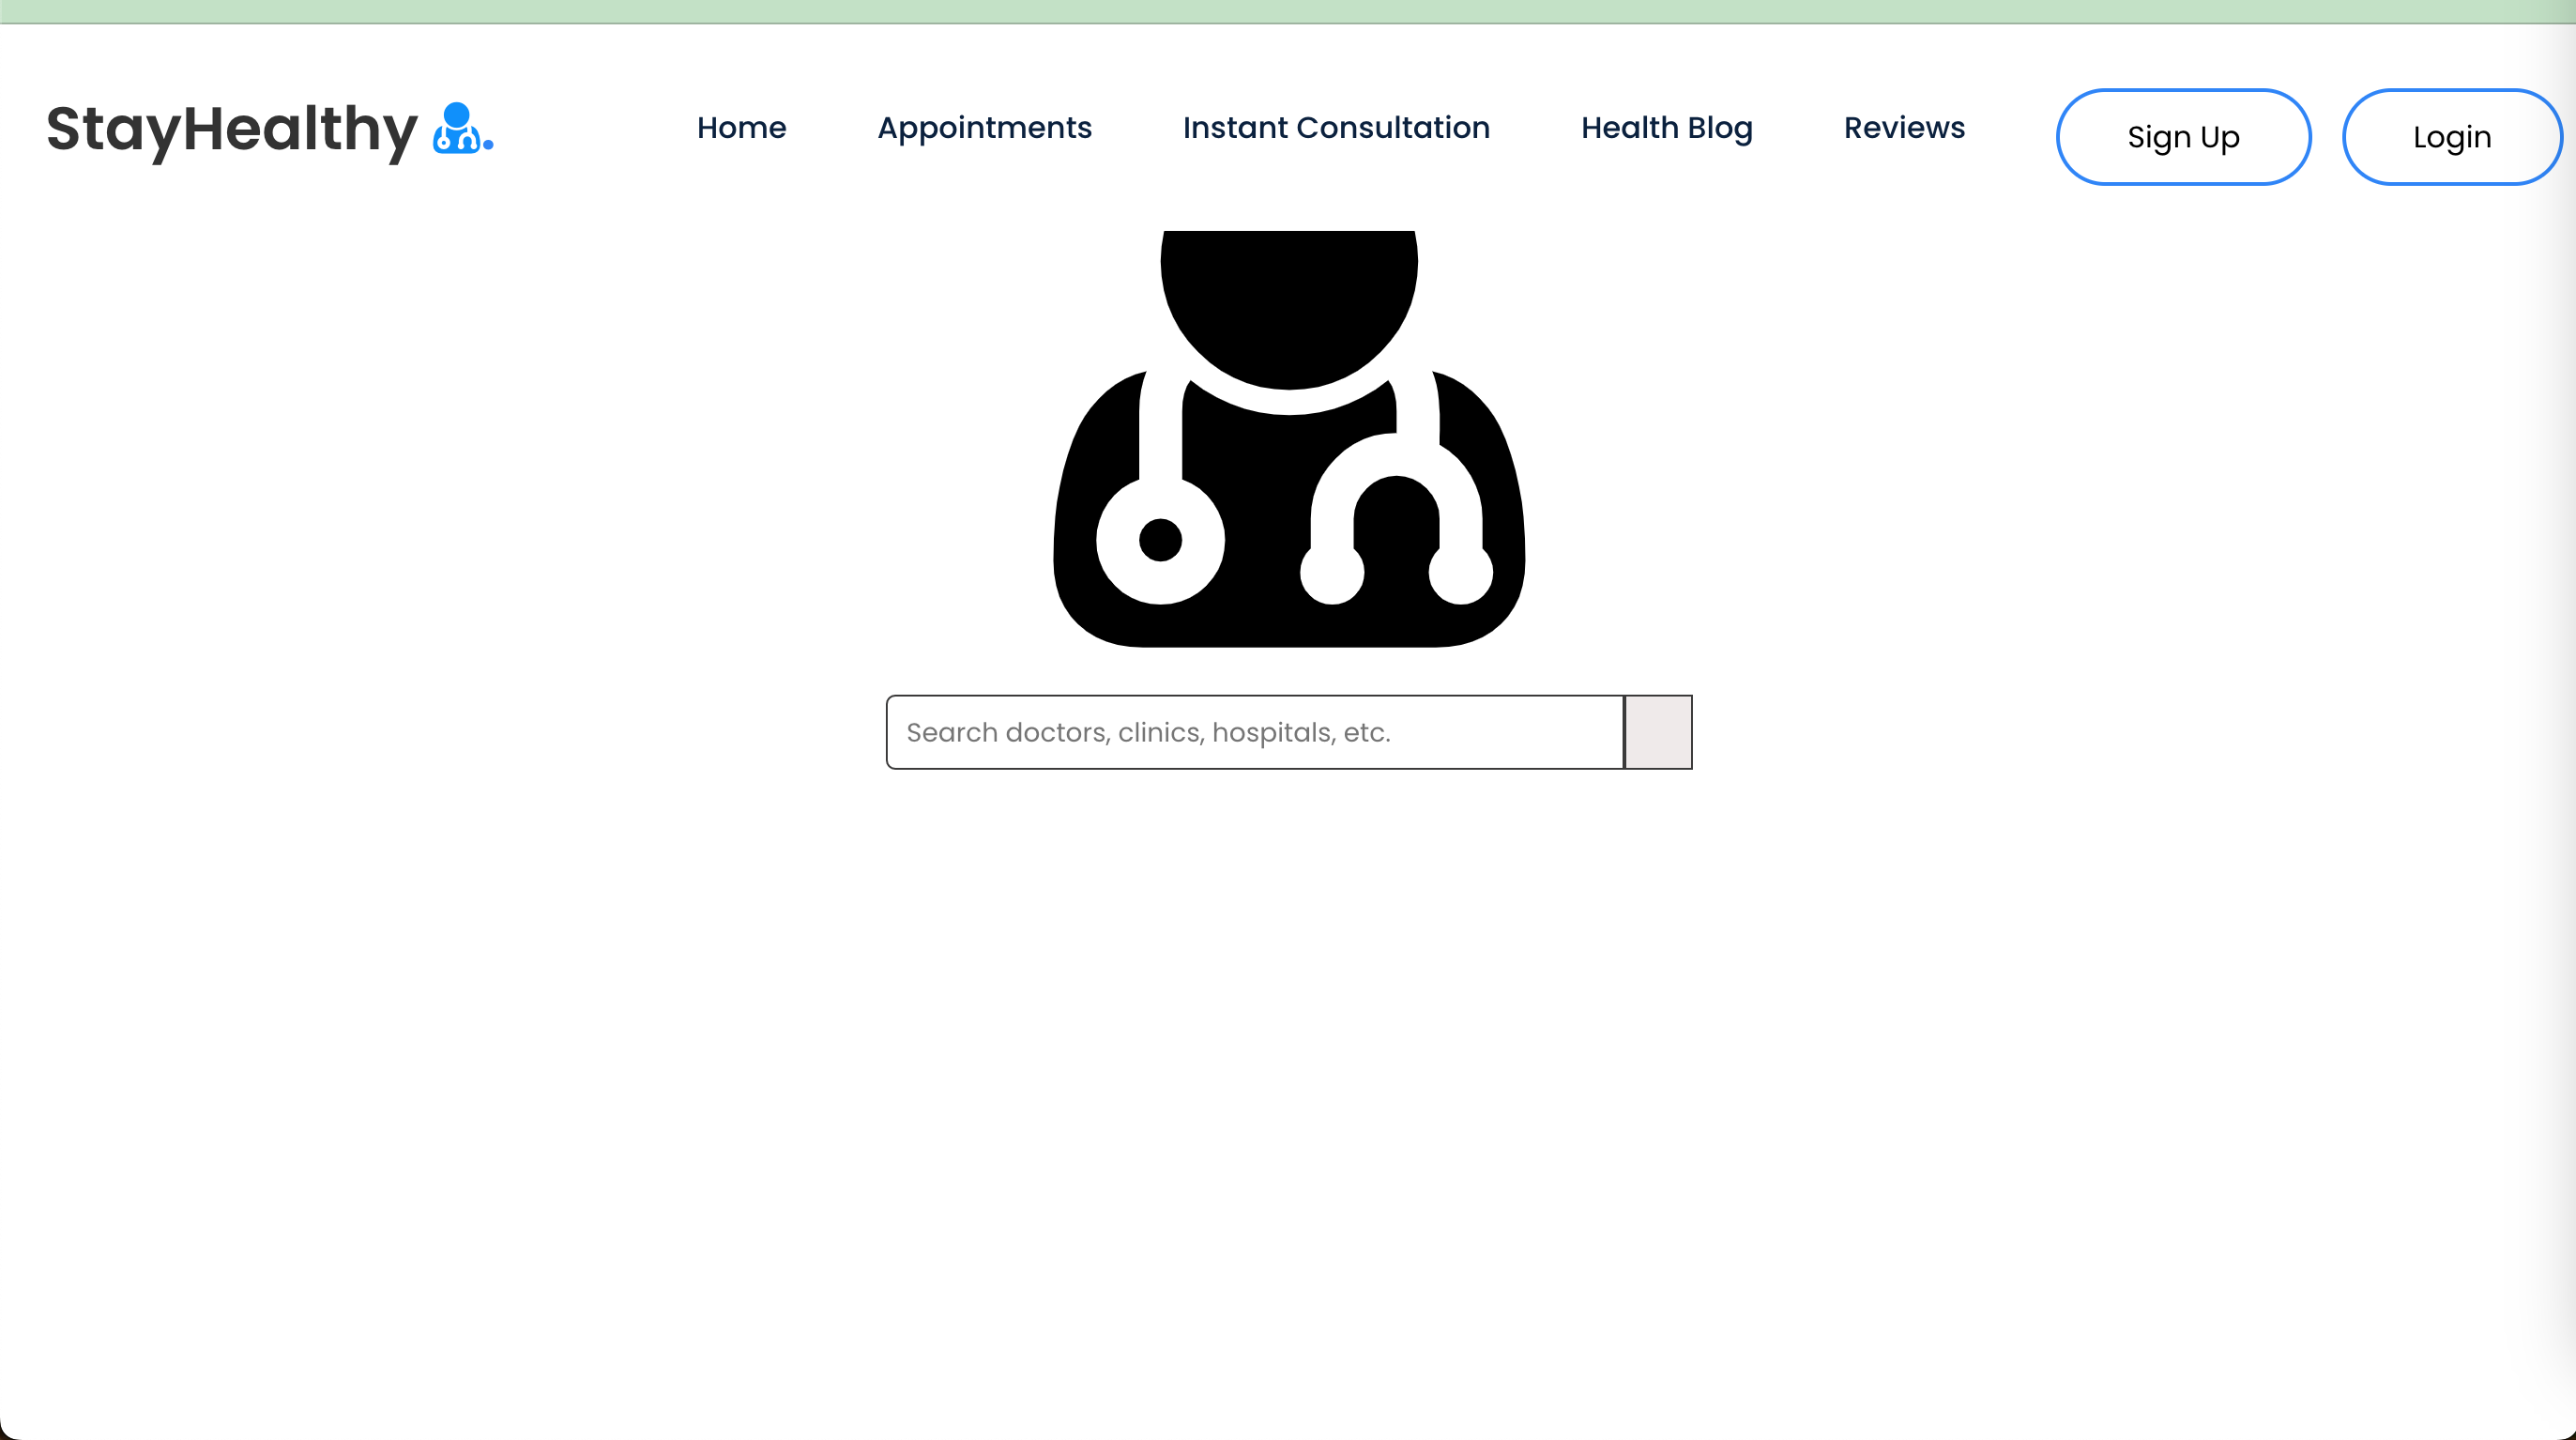 StayHealthy
Home Appointments Instant Consultation Health Blog Reviews Sign Up Login
Search doctors, clinics, hospitals, etc.